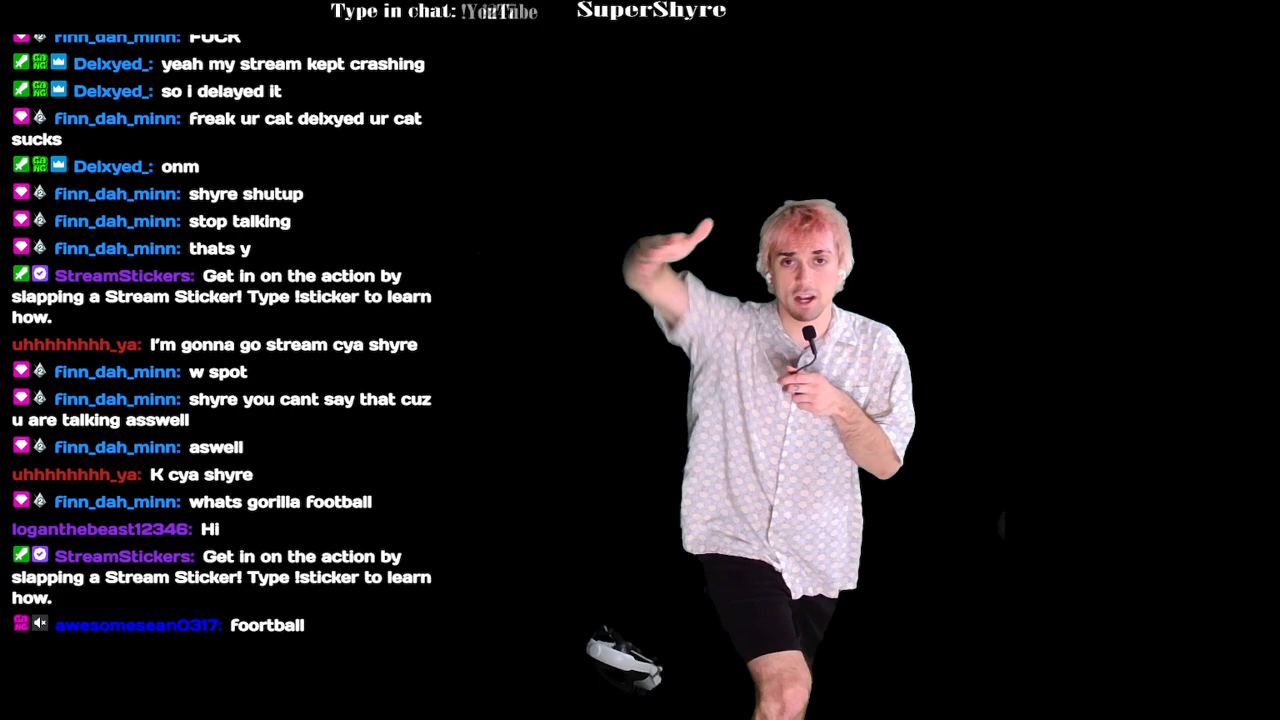 Type in chat: !YouTube SuperShyre
finn_dah_minn: FUCK
Delxyed_: yeah my stream kept crashing
Delxyed_: so i delayed it
finn_dah_minn: freak ur cat delxyed ur cat
sucks
Delxyed_: onm
finn_dah_minn: shyre shutup
finn_dah_minn: stop talking
finn_dah_minn: thats y
StreamStickers: Get in on the action by
slapping a Stream Sticker! Type !sticker to learn
how.
uhhhhhhhh_ya: I'm gonna go stream cya shyre
finn_dah_minn: w spot
finn_dah_minn: shyre you cant say that cuz
u are talking asswell
finn_dah_minn: aswell
uhhhhhhhh_ya: K cya shyre
finn_dah_minn: whats gorilla football
loganthebeast12346: Hi
StreamStickers: Get in on the action by
slapping a Stream Sticker! Type !sticker to learn
how.
awesomesean0317: foortball